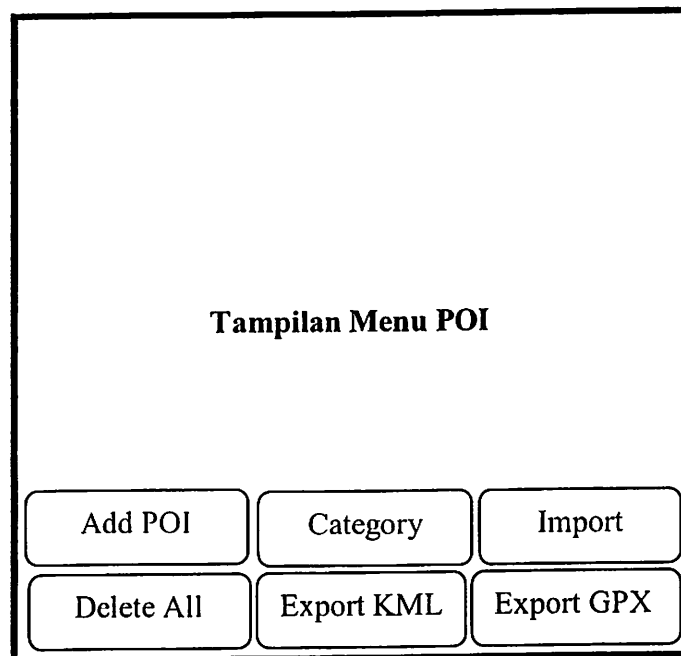 Tampilan Menu POI
Add POI Category Import
Delete All Export KML Export GPX